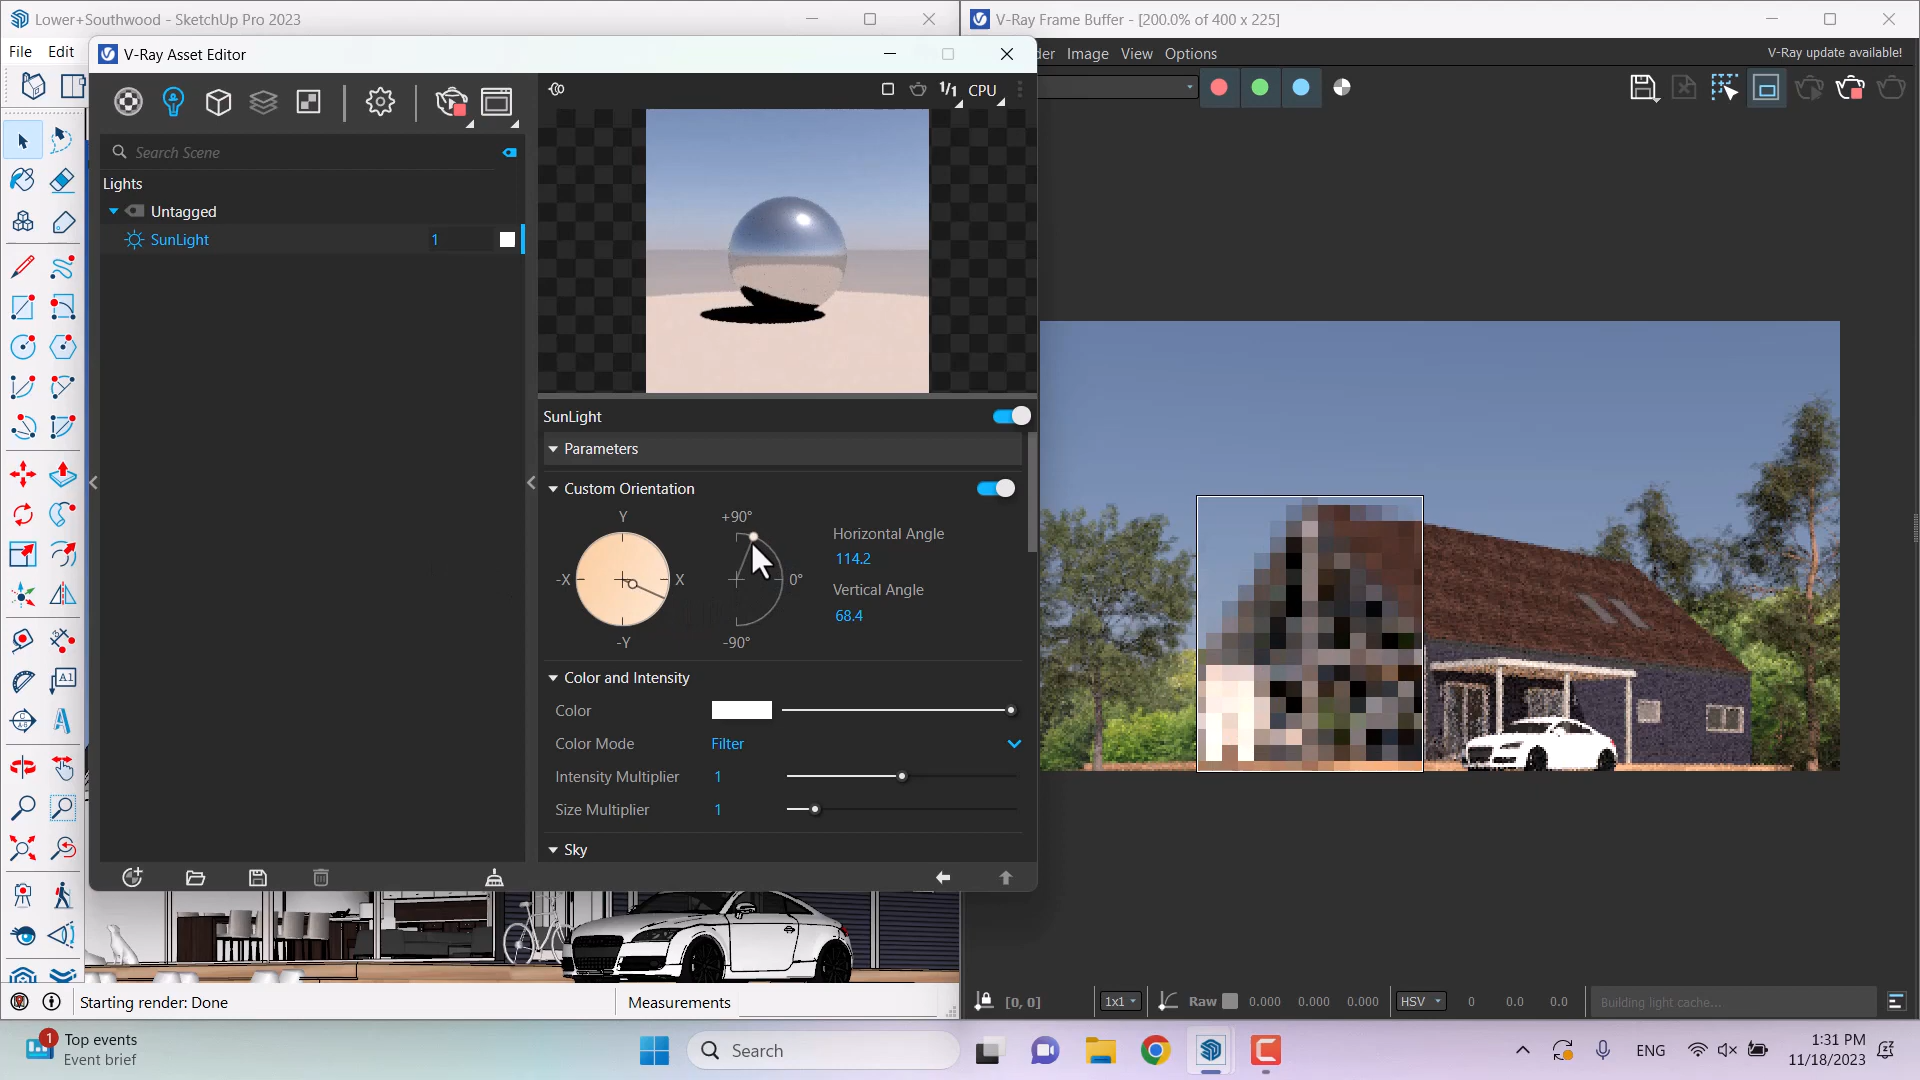 Lower+Southwood - SketchUp Pro 2023
V-Ray Frame Buffer - [200.0% of 400 x 225]
File Edit
V-Ray Asset Editor
der Image View Options
V-Ray update available!
1/1 CPU
Search Scene
Lights
Untagged
SunLight 1
SunLight
Parameters
Custom Orientation
Y
+90°
-X
X
0°
-Y
-90°
Horizontal Angle
114.2
Vertical Angle
68.4
Color and Intensity
Color
Color Mode Filter
Intensity Multiplier 1
Size Multiplier 1
Sky
A1
Starting render: Done
Measurements
[0, 0]
1x1
Raw 0.000 0.000 0.000
HSV 0 0.0 0.0
Building light cache...
1
Top events
Event brief
Search
ENG
1:31 PM
11/18/2023